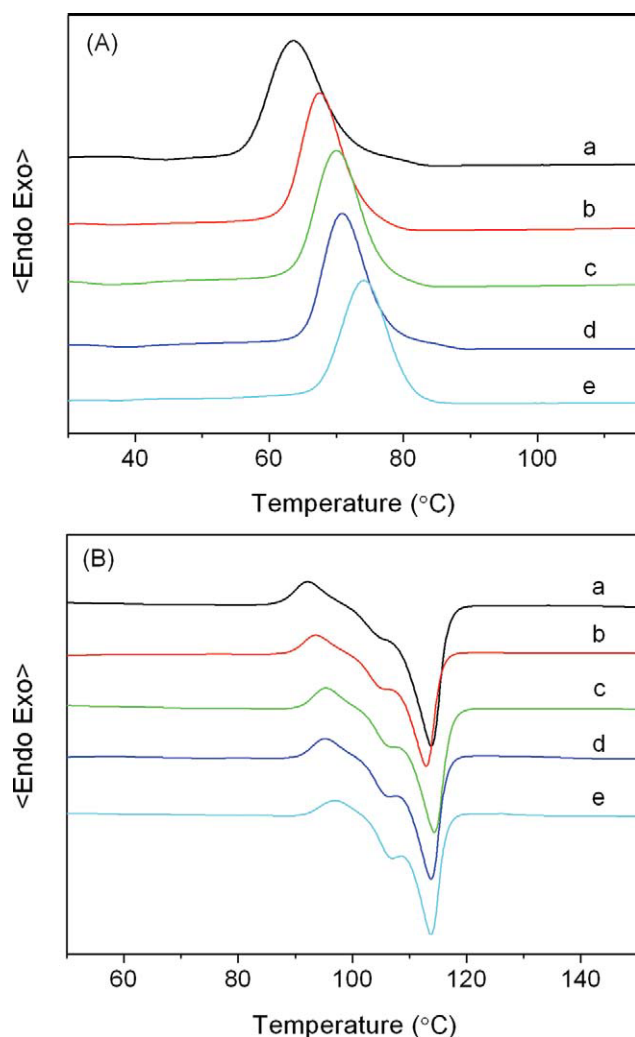 (A)
a
b
c
d
e
<Endo Exo>
40 60 80 100
Temperature (°C)
(B)
a
b
c
d
e
<Endo Exo>
60 80 100 120 140
Temperature (°C)